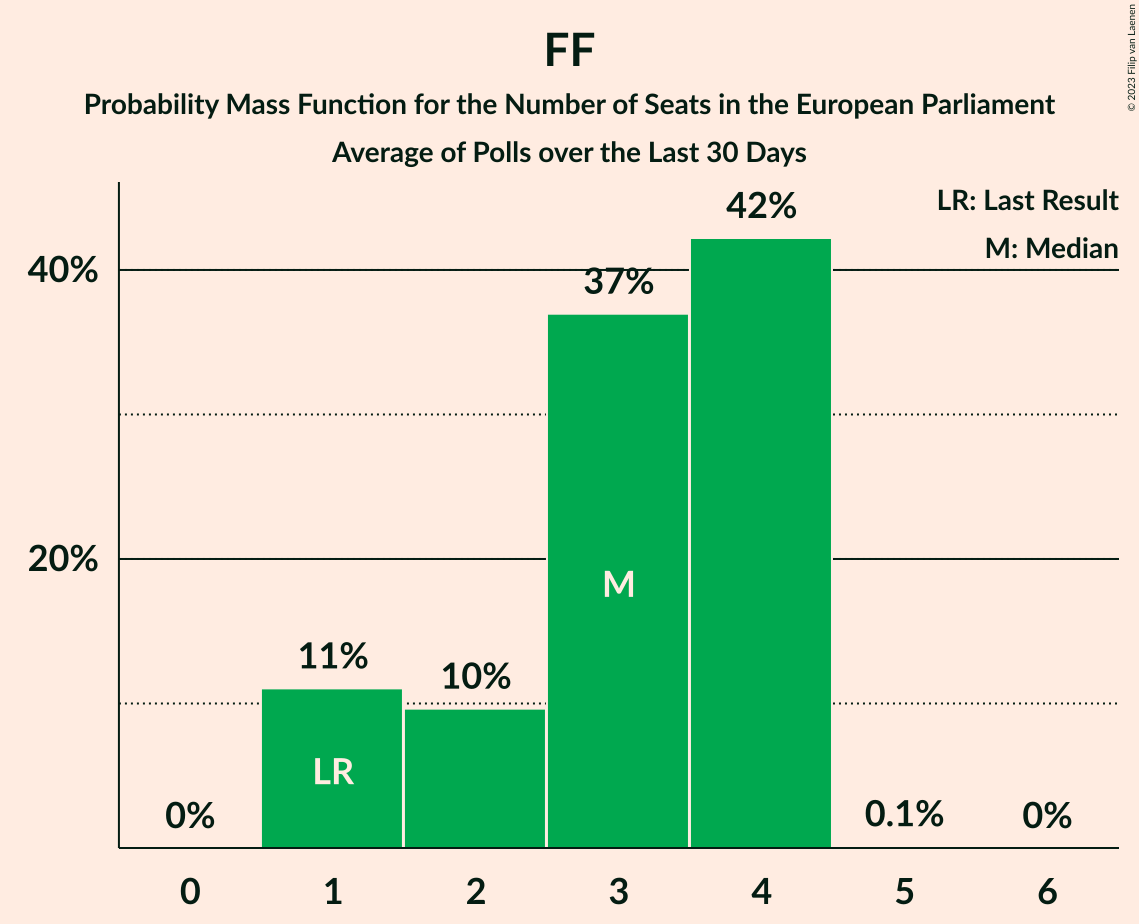 FF
Probability Mass Function for the Number of Seats in the European Parliament
Average of Polls over the Last 30 Days
© 2023 Filip van Laenen
LR: Last Result
M: Median
42%
40%
37%
20%
M
11%
10%
LR
0%
0.1%
0%
0 1 2 3 4 5 6